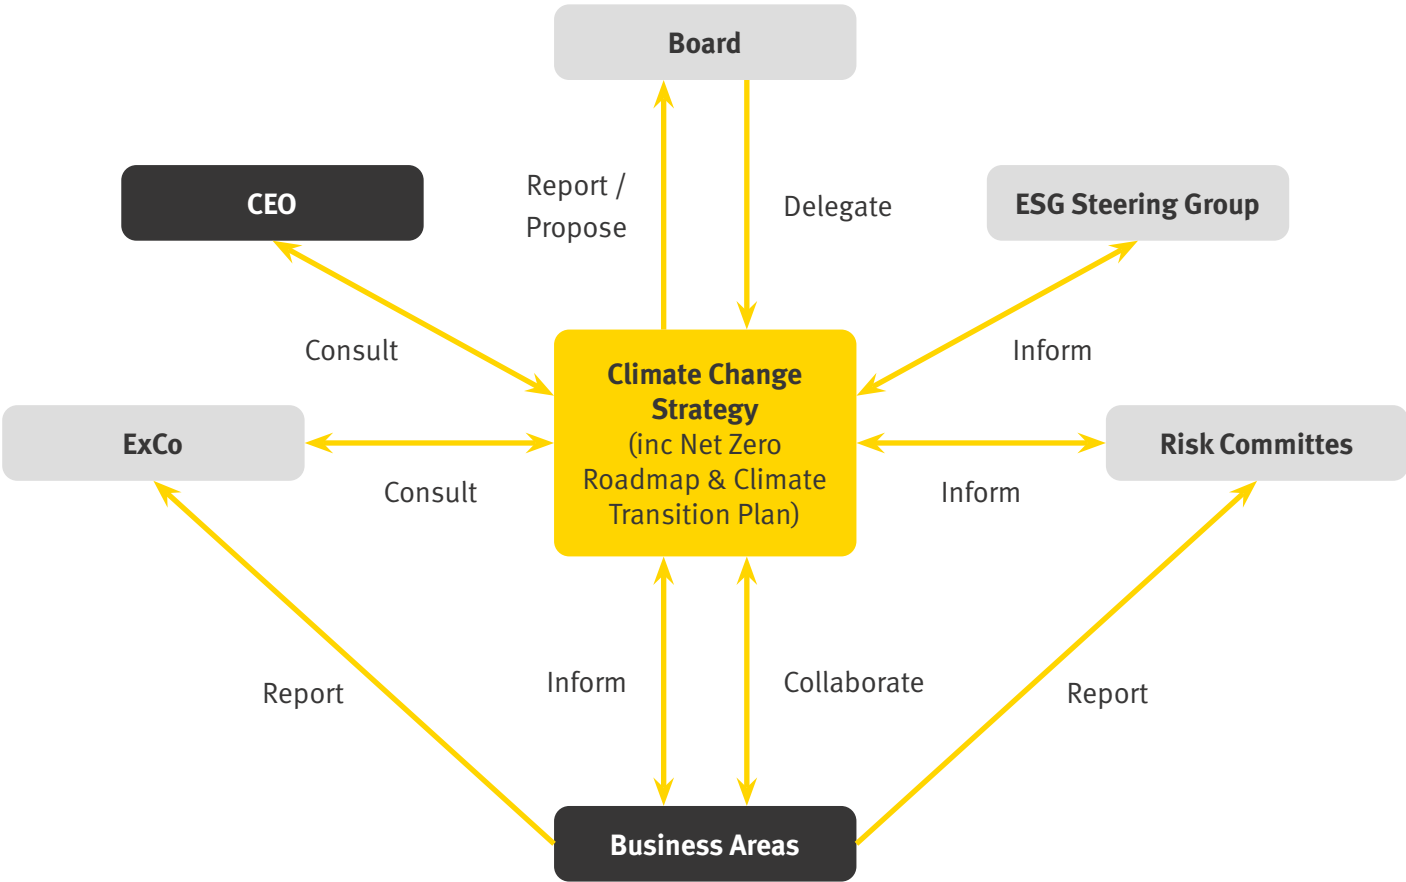 Board
Report /
Propose
Delegate
CEO
ESG Steering Group
Consult
Inform
Climate Change
Strategy
(inc Net Zero
Roadmap & Climate
Transition Plan)
ExCo
Risk Committes
Consult
Inform
Report
Inform
Collaborate
Report
Business Areas